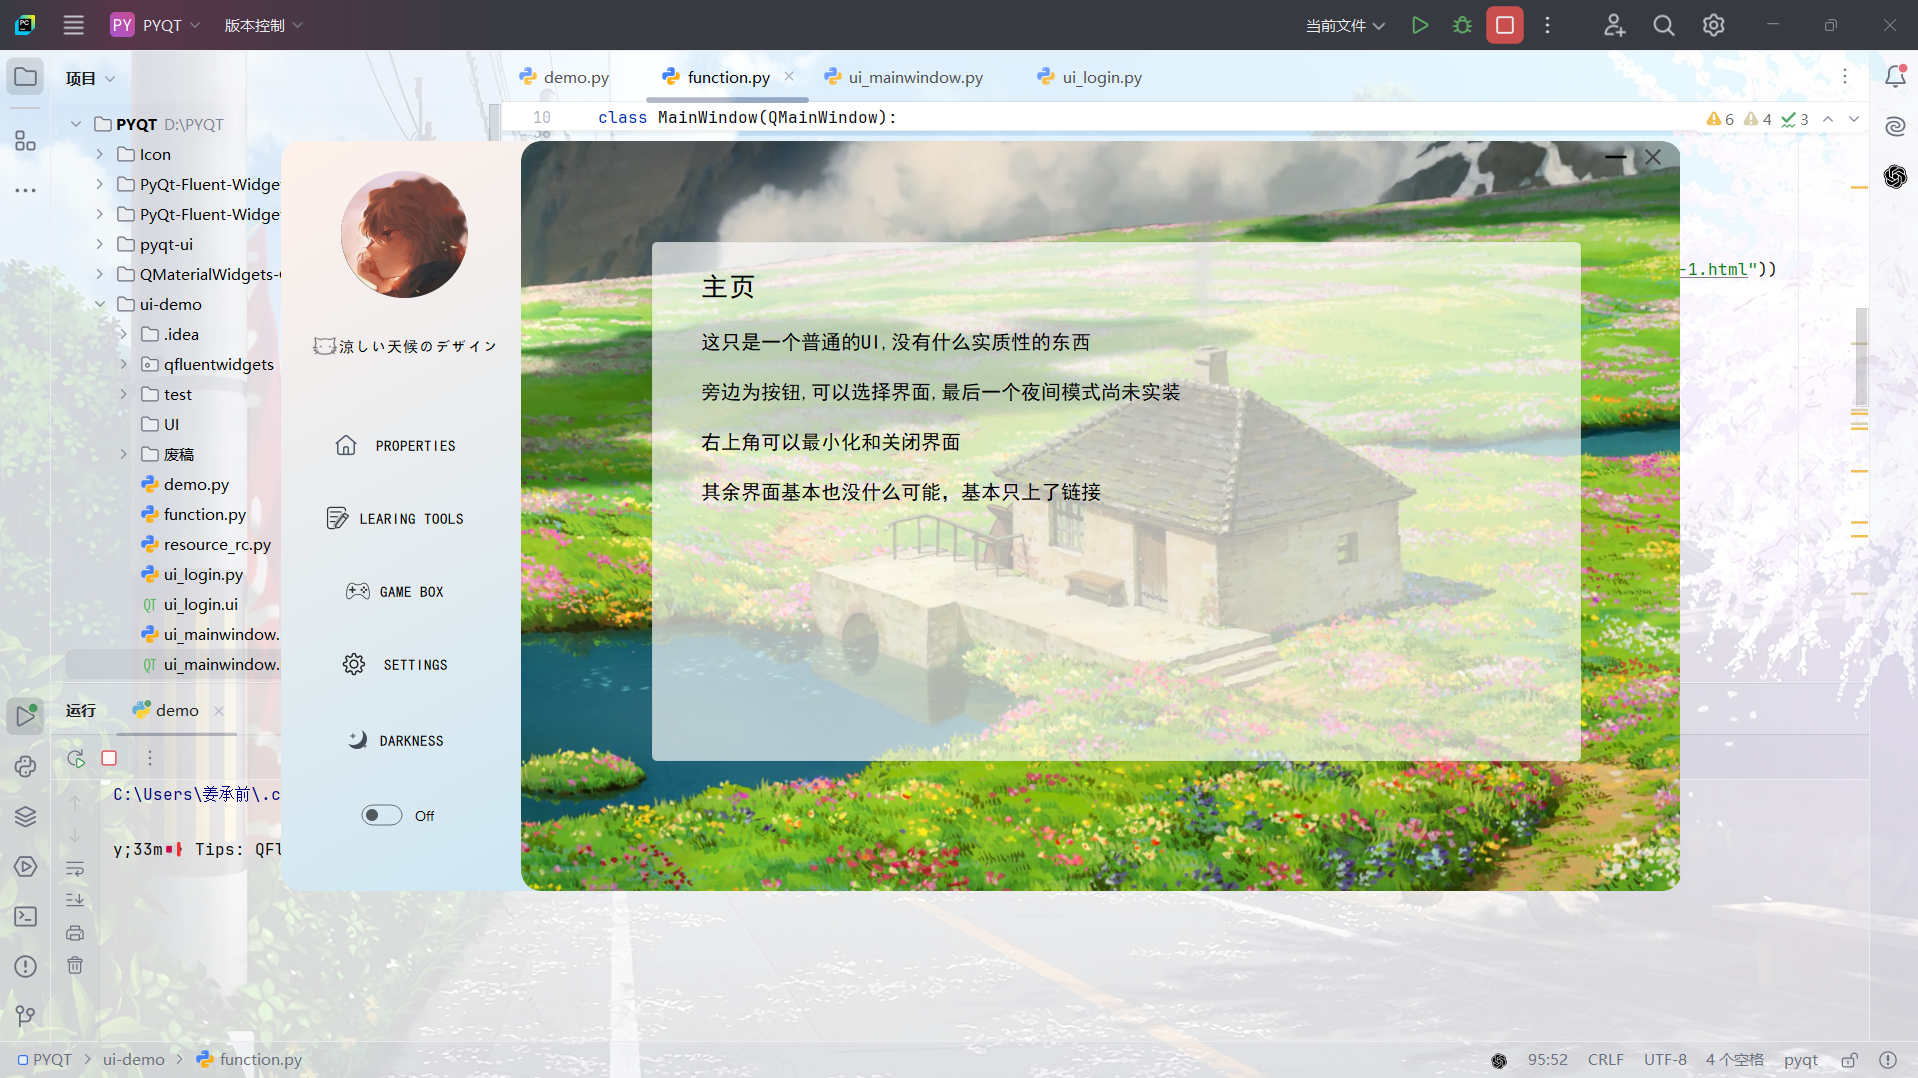 PY PYQT 版本控制 当前文件
项目
demo.py function.py ui_mainwindow.py ui_login.py
PYQT D:\PYQT
10 class MainWindow(QMainWindow):
6 4 3
Icon
PyQt-Fluent-Widge
PyQt-Fluent-Widge
pyqt-ui
QMaterialWidgets-
-1.html"))
ui-demo
.idea
qfluentwidgets
test
UI
废稿
demo.py
function.py
resource_rc.py
ui_login.py
ui_login.ui
ui_mainwindow.
ui_mainwindow.
涼しい天候のデザイン
PROPERTIES
LEARING TOOLS
GAME BOX
SETTINGS
DARKNESS
Off
主页
这只是一个普通的UI,没有什么实质性的东西
旁边为按钮,可以选择界面,最后一个夜间模式尚未实装
右上角可以最小化和关闭界面
其余界面基本也没什么可能，基本只上了链接
运行 demo
C:\Users\姜承前\.c
y;33m Tips: QFl
PYQT ui-demo function.py
95:52 CRLF UTF-8 4 个空格 pyqt